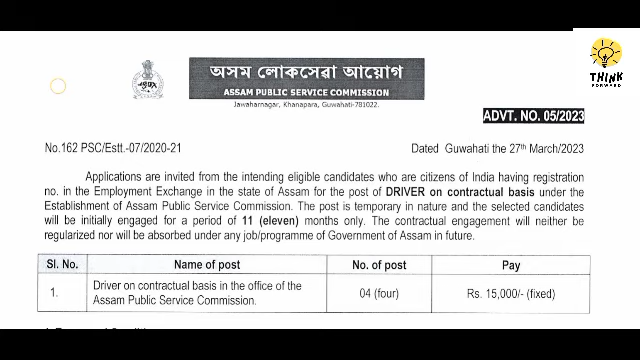 THINK
FORWARD
অসম লোকসেৱা আয়োগ
ASSAM PUBLIC SERVICE COMMISSION
Jawaharnagar, Khanapara, Guwahati-781022.
ADVT. NO. 05/2023
No.162 PSC/Estt.-07/2020-21 Dated Guwahati the 27th March/2023
Applications are invited from the intending eligible candidates who are citizens of India having registration
no. in the Employment Exchange in the state of Assam for the post of DRIVER on contractual basis under the
Establishment of Assam Public Service Commission. The post is temporary in nature and the selected candidates
will be initially engaged for a period of 11 (eleven) months only. The contractual engagement will neither be
regularized nor will be absorbed under any job/programme of Government of Assam in future.
Sl. No. Name of post No. of post Pay
1. Driver on contractual basis in the office of the 04 (four) Rs. 15,000/- (fixed)
Assam Public Service Commission.